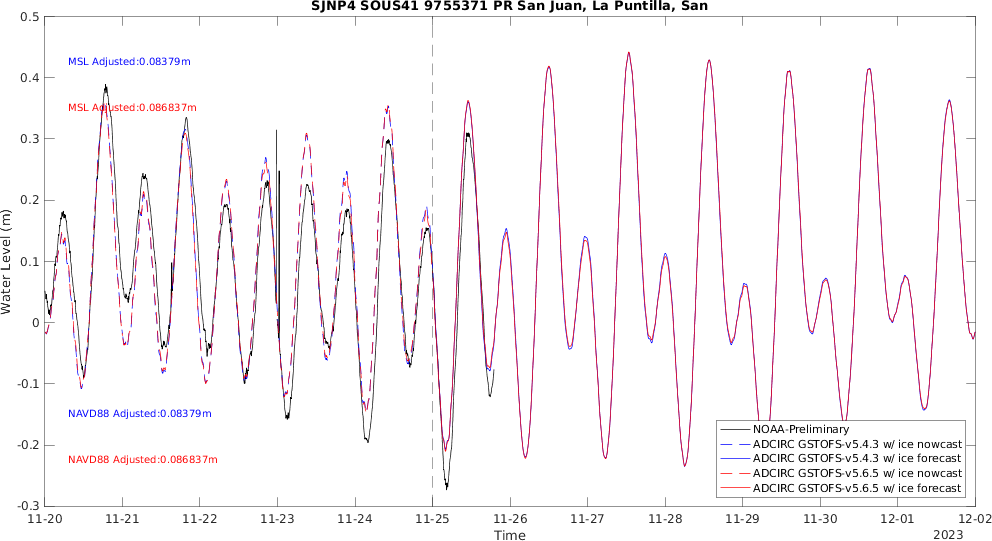 SJNP4 SOUS41 9755371 PR San Juan, La Puntilla, San
0.5
0.4
0.3
0.2
0.1
0
-0.1
-0.2
-0.3
Water Level (m)
MSL Adjusted:0.08379m
MSL Adjusted:0.086837m
NAVD88 Adjusted:0.08379m
NAVD88 Adjusted:0.086837m
NOAA-Preliminary
ADCIRC GSTOFS-v5.4.3 w/ ice nowcast
ADCIRC GSTOFS-v5.4.3 w/ ice forecast
ADCIRC GSTOFS-v5.6.5 w/ ice nowcast
ADCIRC GSTOFS-v5.6.5 w/ ice forecast
11-20 11-21 11-22 11-23 11-24 11-25 11-26 11-27 11-28 11-29 11-30 12-01 12-02
Time
2023